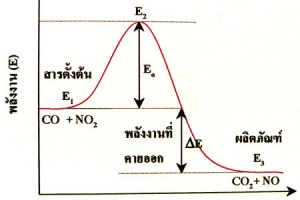 พลังงาน (E)
E₂
สารตั้งต้น
E₁
CO + NO₂
Eₐ
พลังงานที่
คายออก
ΔE
ผลิตภัณฑ์
E₃
CO₂ + NO